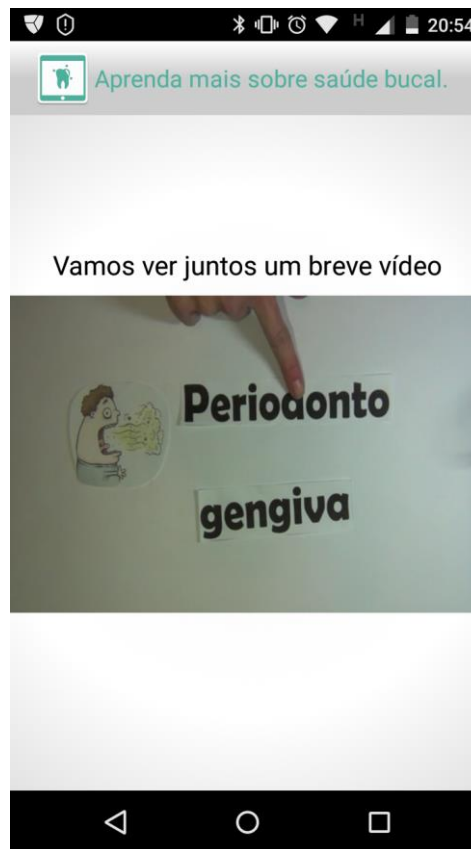 H 20:54
Aprenda mais sobre saúde bucal.
Vamos ver juntos um breve vídeo
Periodonto
gengiva